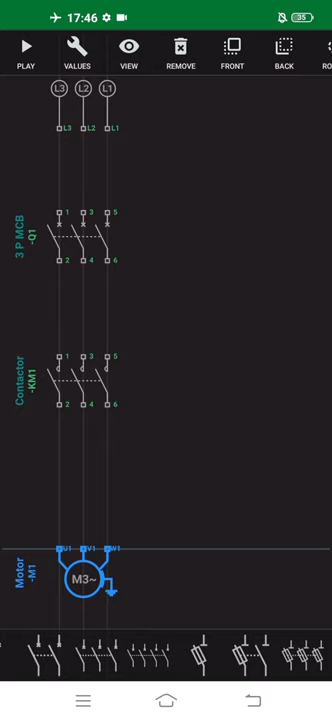 17:46
35
PLAY
VALUES
VIEW
REMOVE
FRONT
BACK
RO
L3 L2 L1
L3 L2 L1
3 P MCB
-Q1
1 3 5
2 4 6
Contactor
-KM1
1 3 5
2 4 6
Motor
-M1
U1 V1 W1
M3~